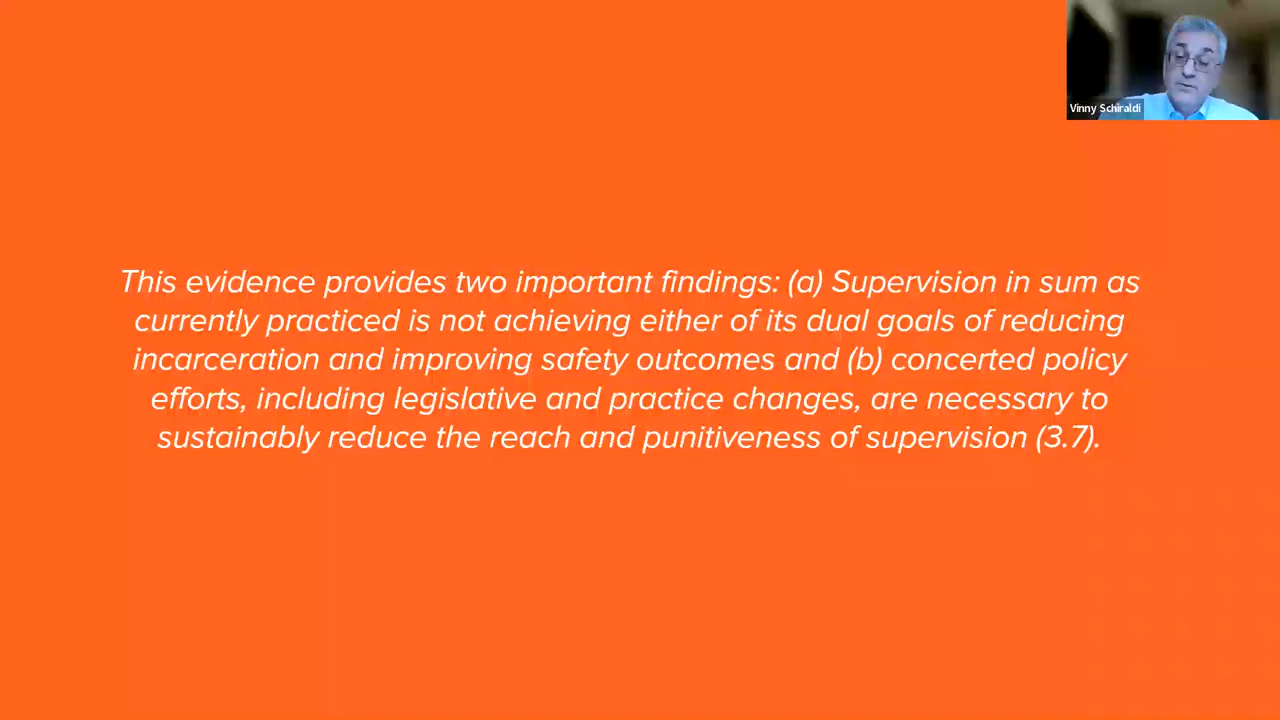 Vinny Schiraldi
This evidence provides two important findings: (a) Supervision in sum as
currently practiced is not achieving either of its dual goals of reducing
incarceration and improving safety outcomes and (b) concerted policy
efforts, including legislative and practice changes, are necessary to
sustainably reduce the reach and punitiveness of supervision (3.7).